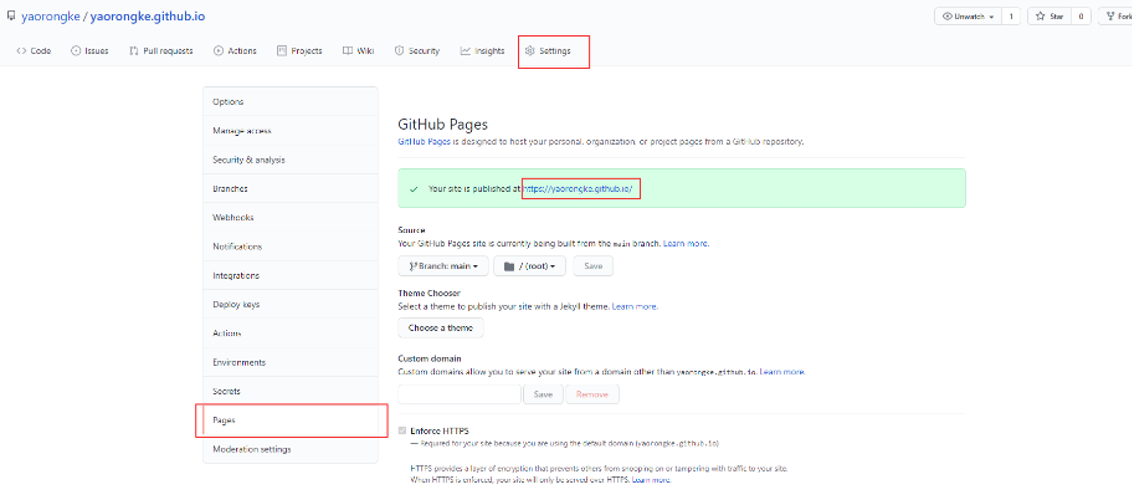 yaorongke / yaorongke.github.io
Unwatch 1 Star 0 Fork
Code Issues Pull requests Actions Projects Wiki Security Insights Settings
Options
Manage access
Security & analysis
Branches
Webhooks
Notifications
Integrations
Deploy keys
Actions
Environments
Secrets
Pages
Moderation settings
GitHub Pages
GitHub Pages is designed to host your personal, organization, or project pages from a GitHub repository.
Your site is published at https://yaorongke.github.io/
Source
Your GitHub Pages site is currently being built from the main branch. Learn more.
Branch: main / (root) Save
Theme Chooser
Select a theme to publish your site with a Jekyll theme. Learn more.
Choose a theme
Custom domain
Custom domains allow you to serve your site from a domain other than yaorongke.github.io. Learn more.
Save Remove
Enforce HTTPS
— Required for your site because you are using the default domain (yaorongke.github.io)
HTTPS provides a layer of encryption that prevents others from snooping on or tampering with traffic to your site.
When HTTPS is enforced, your site will only be served over HTTPS. Learn more.